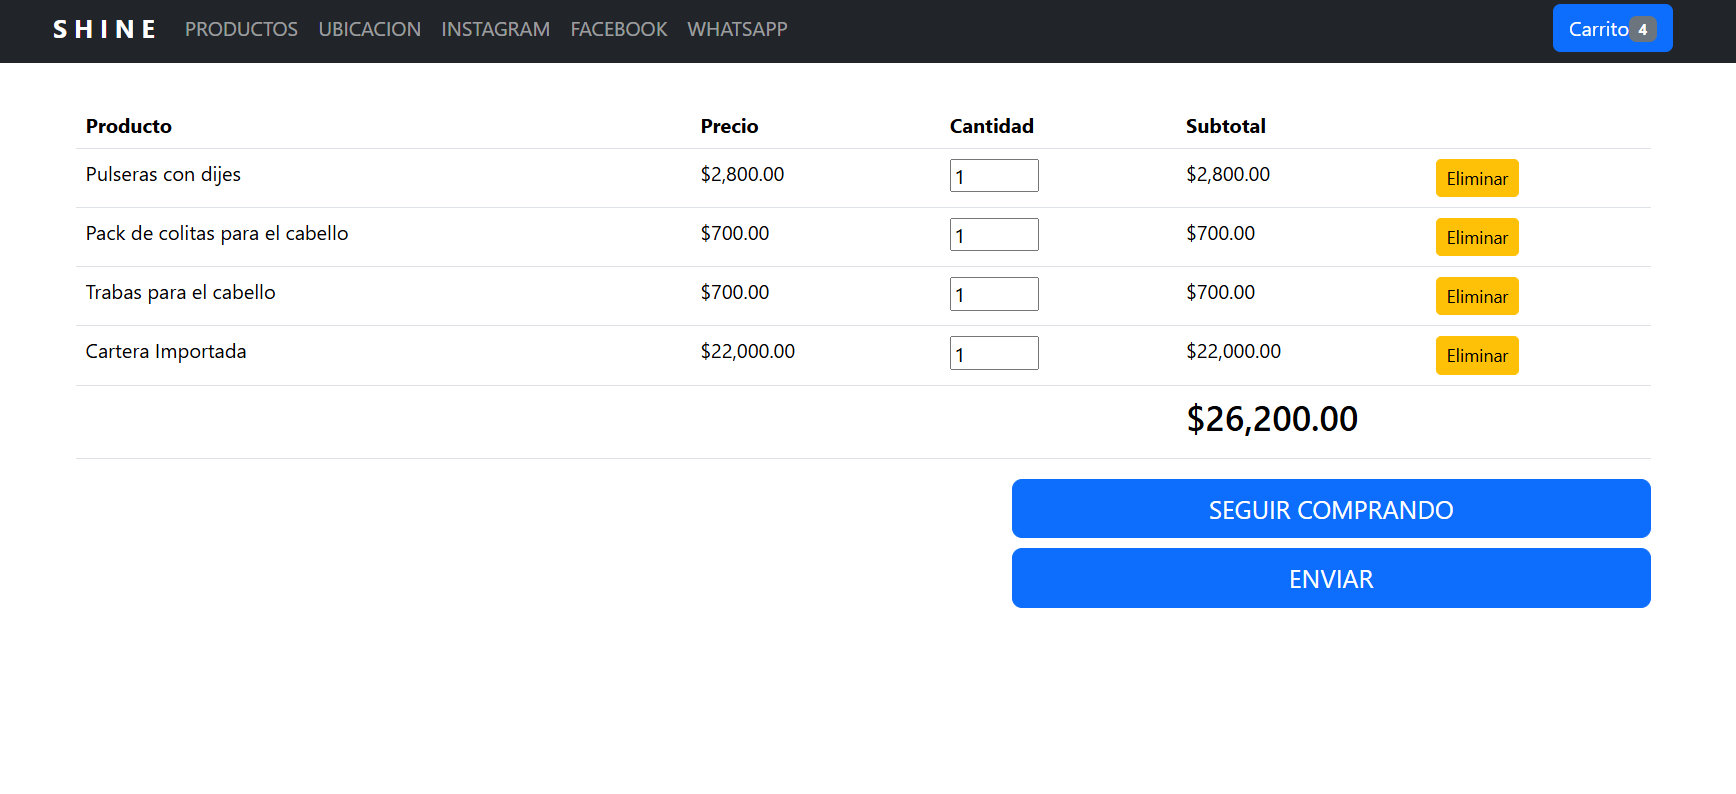 S H I N E PRODUCTOS UBICACION INSTAGRAM FACEBOOK WHATSAPP Carrito 4
Producto Precio Cantidad Subtotal
Pulseras con dijes $2,800.00 1 $2,800.00 Eliminar
Pack de colitas para el cabello $700.00 1 $700.00 Eliminar
Trabas para el cabello $700.00 1 $700.00 Eliminar
Cartera Importada $22,000.00 1 $22,000.00 Eliminar
$26,200.00
SEGUIR COMPRANDO
ENVIAR